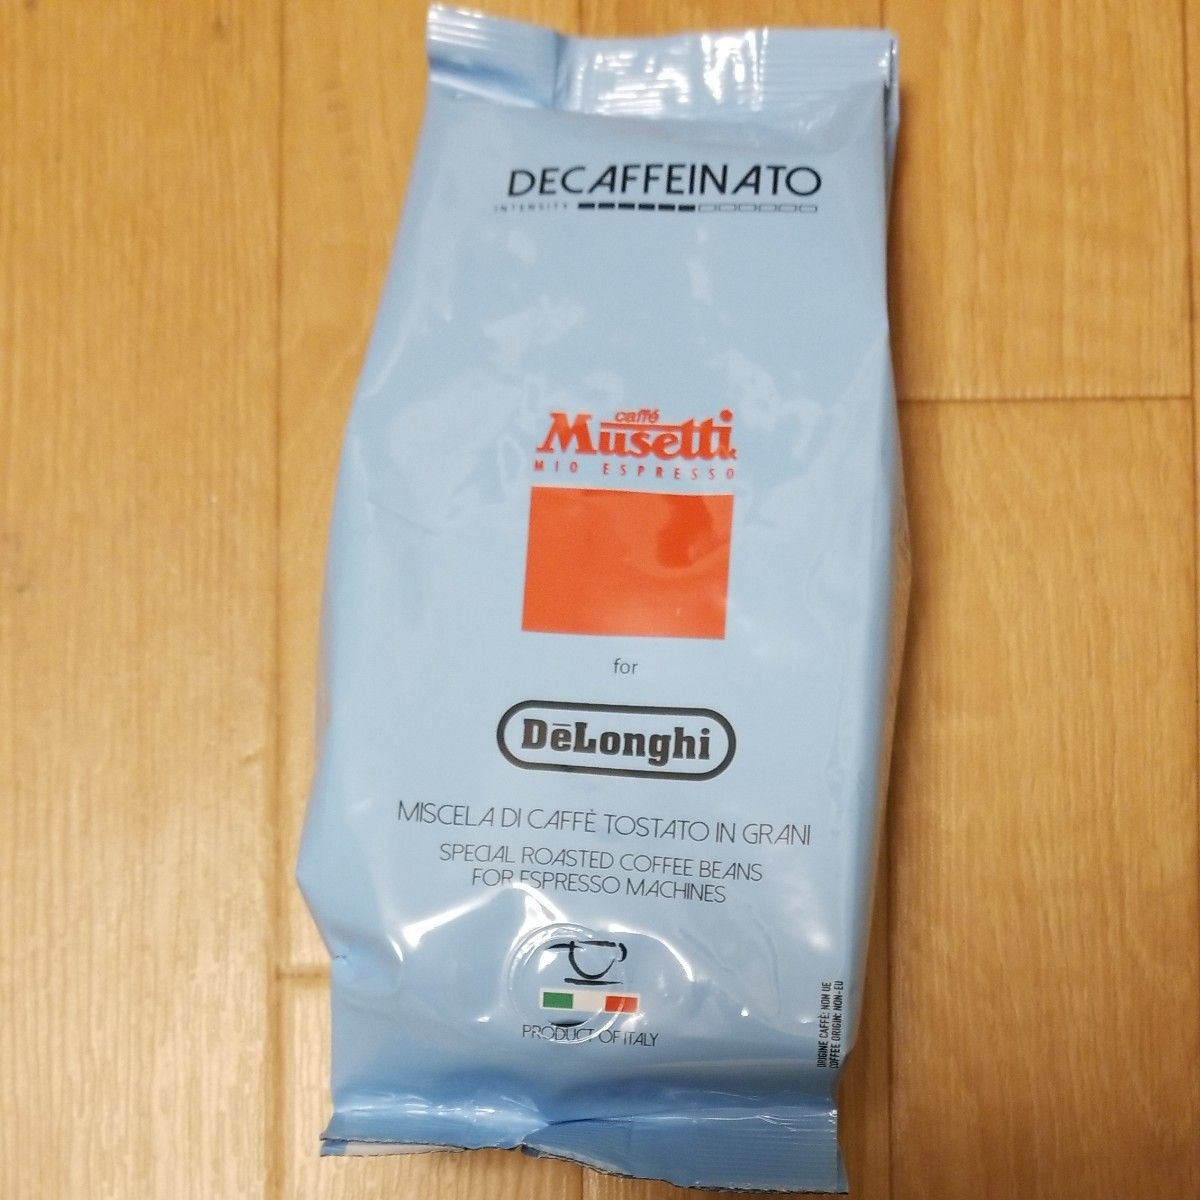 DECAFFEINATO
INTENSITY
caffé
Musetti
MIO ESPRESSO
for
DēLonghi
MISCELA DI CAFFÈ TOSTATO IN GRANI
SPECIAL ROASTED COFFEE BEANS
FOR ESPRESSO MACHINES
PRODUCT OF ITALY
ORIGINE CAFFÈ: NON UE
COFFEE ORIGIN: NON-EU